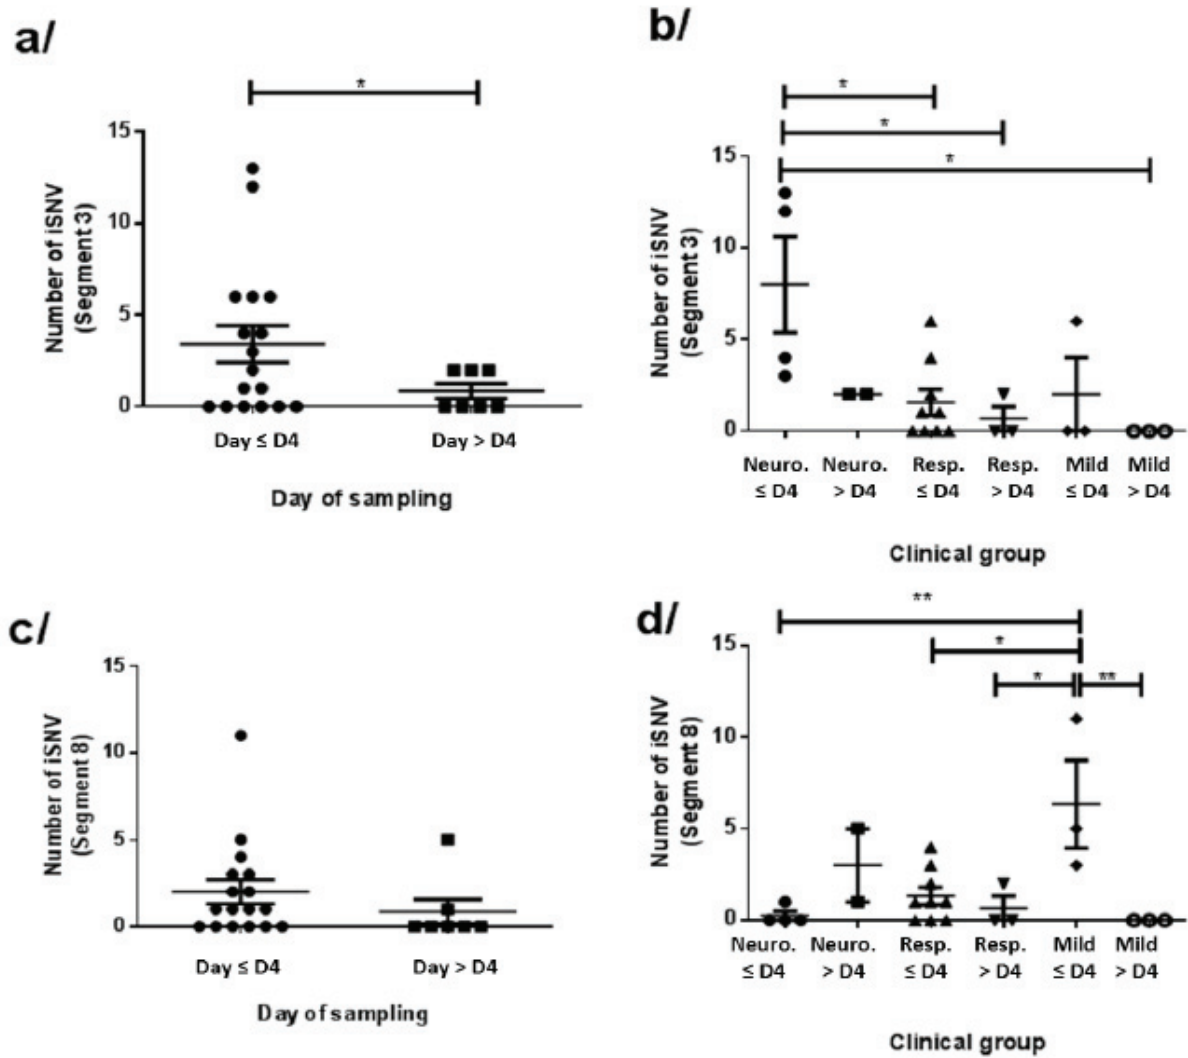 a/
*
15
10
5
0
Number of iSNV
(Segment 3)
Day ≤ D4
Day > D4
Day of sampling
b/
*
*
*
15
10
5
0
Number of iSNV
(Segment 3)
Neuro. Neuro. Resp. Resp. Mild Mild
≤ D4 > D4 ≤ D4 > D4 ≤ D4 > D4
Clinical group
c/
15
10
5
0
Number of iSNV
(Segment 8)
Day ≤ D4
Day > D4
Day of sampling
d/
**
*
*
**
15
10
5
0
Number of iSNV
(Segment 8)
Neuro. Neuro. Resp. Resp. Mild Mild
≤ D4 > D4 ≤ D4 > D4 ≤ D4 > D4
Clinical group